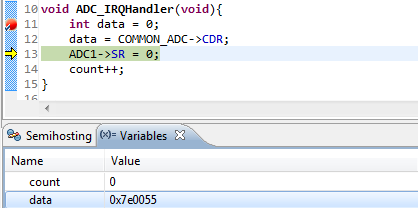 10 void ADC_IRQHandler(void){
11     int data = 0;
12     data = COMMON_ADC->CDR;
13     ADC1->SR = 0;
14     count++;
15 }
16
Semihosting (x)= Variables
Name Value
count 0
data 0x7e0055